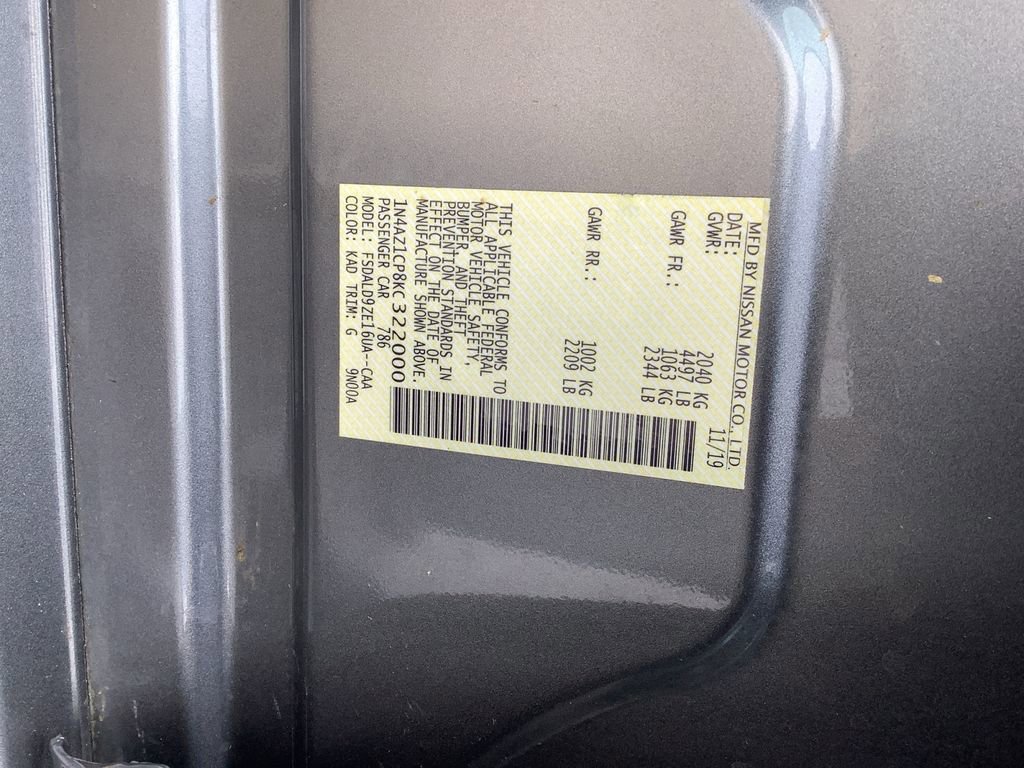 MFD BY NISSAN MOTOR CO., LTD.
DATE: 11/19
GVWR: 2040 KG
4497 LB
GAWR FR.: 1063 KG
2344 LB
GAWR RR.: 1002 KG
2209 LB
THIS VEHICLE CONFORMS TO
ALL APPLICABLE FEDERAL
MOTOR VEHICLE SAFETY,
BUMPER, AND THEFT
PREVENTION STANDARDS IN
EFFECT ON THE DATE OF
MANUFACTURE SHOWN ABOVE.
1N4AZ1CP8KC322000
PASSENGER CAR 786
MODEL: FSDALD9ZE16UA--CAA
COLOR: KAD TRIM: G 9N00A